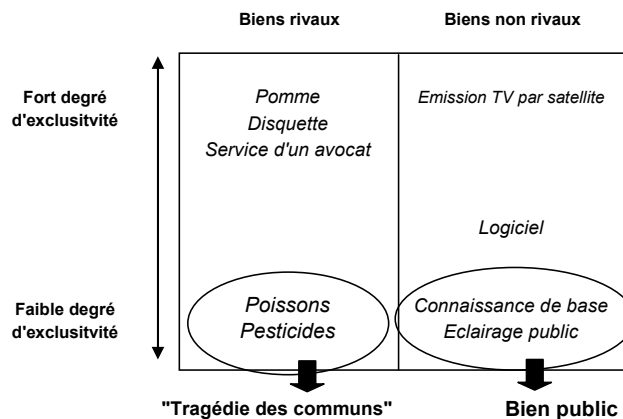 Biens rivaux
Biens non rivaux
Fort degré
d'exclusitvité
Pomme
Disquette
Service d'un avocat
Emission TV par satellite
Logiciel
Faible degré
d'exclusitvité
Poissons
Pesticides
Connaissance de base
Eclairage public
"Tragédie des communs"
Bien public